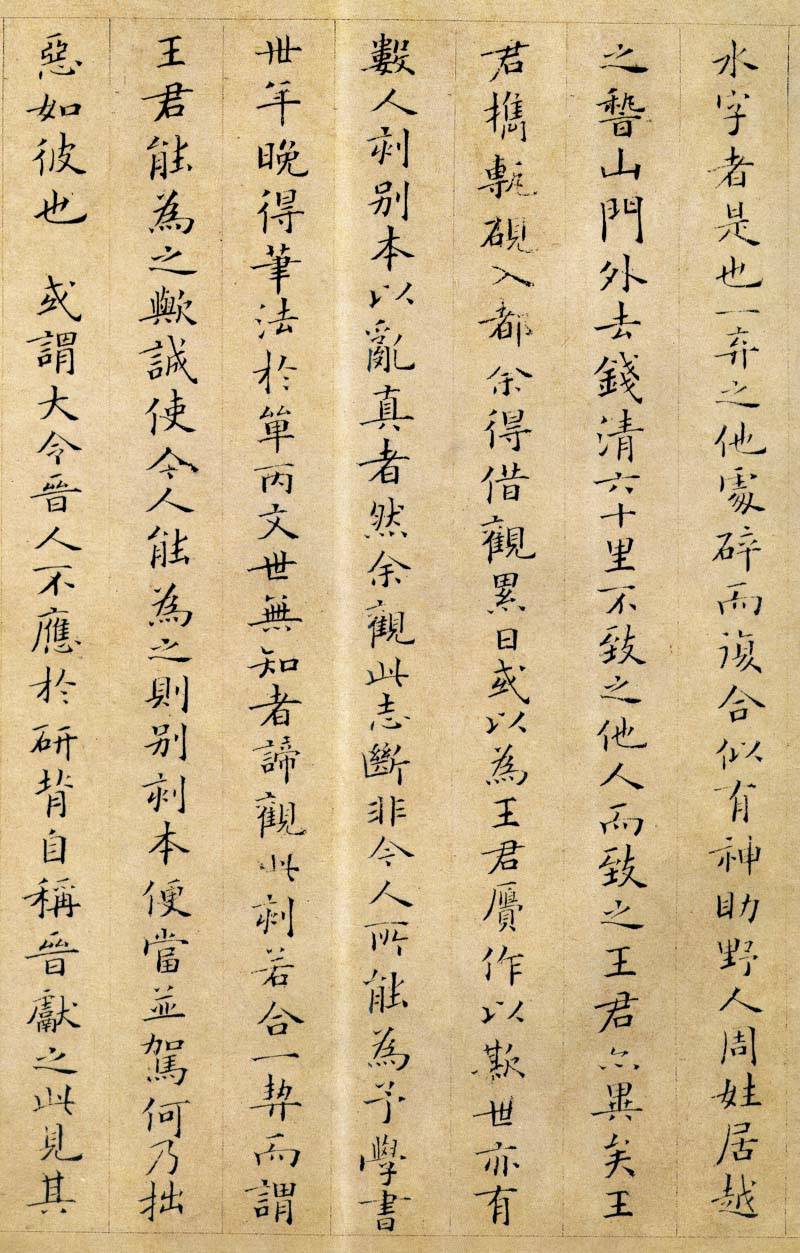 水字者是也一弃之他處碎而復合似有神助野人周姓居越
之稽山門外去錢清六十里不致之他人而致之王君亦異矣王
君攜甎硯入都余得借觀累日或以為王君贋作以欺世亦有
數人刻别本以亂真者然余觀此志斷非今人所能為予學書
卅年晚得筆法於單丙文世無知者諦觀此刻若合一契而謂
王君能為之歟誠使今人能為之則别刻本便當並駕何乃拙
惡如彼也 或謂大令晉人不應於研背自稱晉獻之此見其